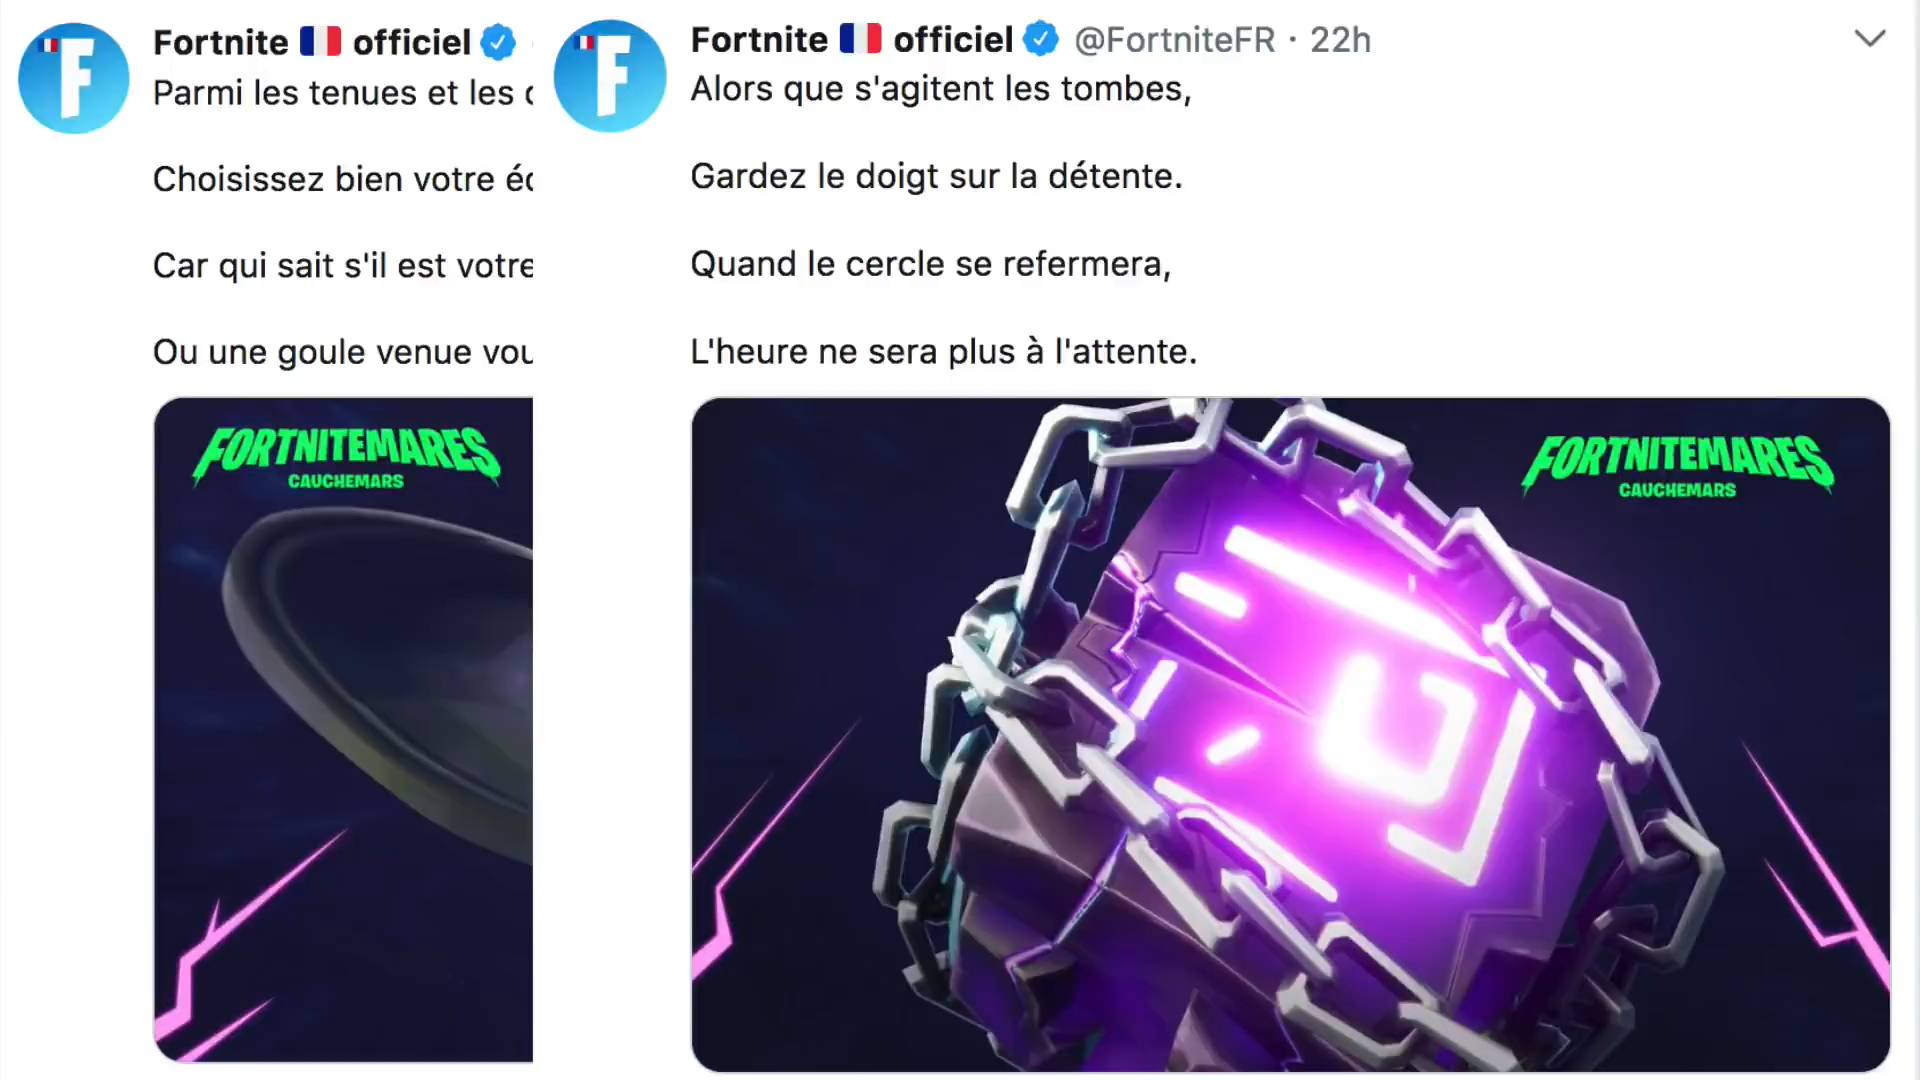 Fortnite 🇫🇷 officiel
Parmi les tenues et les
Choisissez bien votre
Car qui sait s'il est votre
Ou une goule venue
FORTNITEMARES
CAUCHEMARS
Fortnite 🇫🇷 officiel @FortniteFR · 22h
Alors que s'agitent les tombes,
Gardez le doigt sur la détente.
Quand le cercle se refermera,
L'heure ne sera plus à l'attente.
FORTNITEMARES
CAUCHEMARS